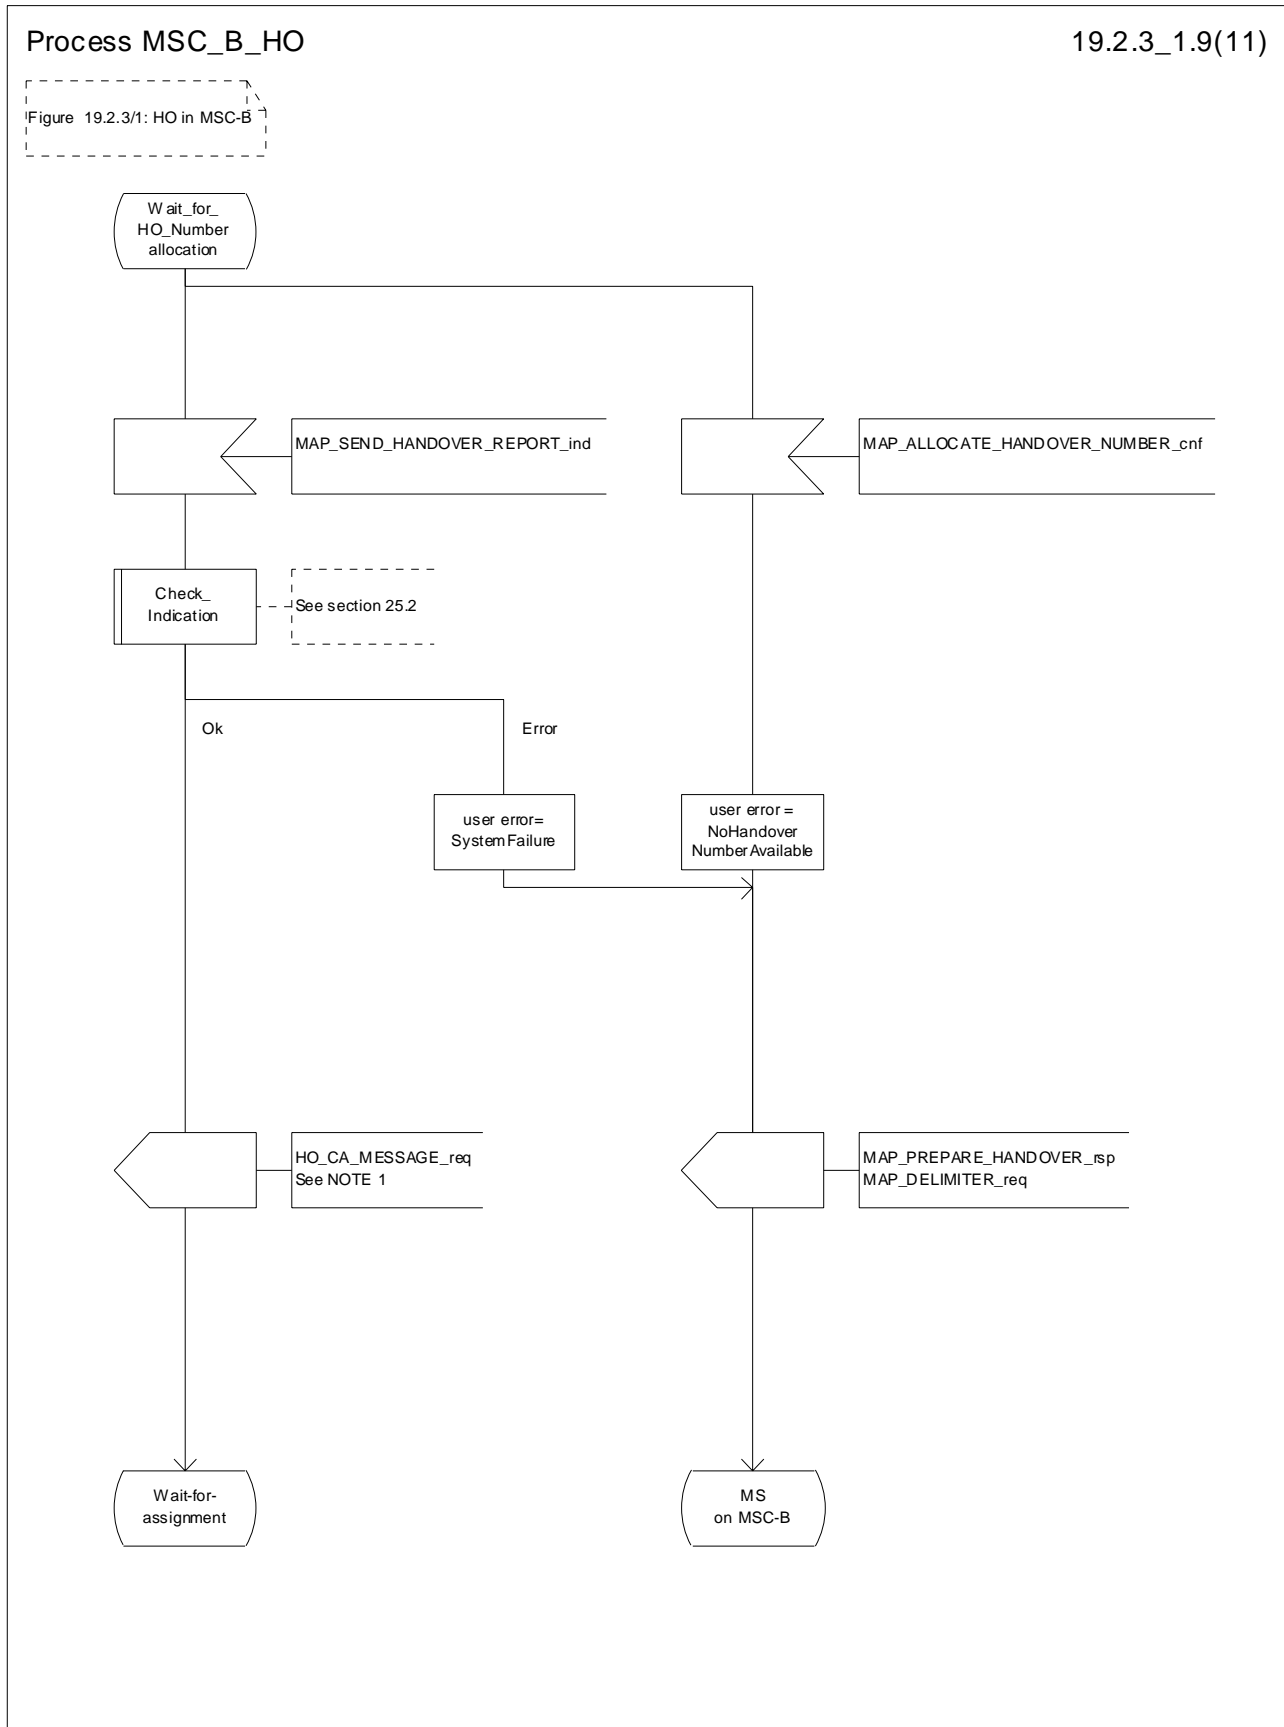 Process MSC_B_HO
19.2.3_1.9(11)
Figure 19.2.3/1: HO in MSC-B
Wait_for_
HO_Number
allocation
MAP_SEND_HANDOVER_REPORT_ind
MAP_ALLOCATE_HANDOVER_NUMBER_cnf
Check_
Indication
See section 25.2
Ok
Error
user error=
SystemFailure
user error =
NoHandover
NumberAvailable
HO_CA_MESSAGE_req
See NOTE 1
MAP_PREPARE_HANDOVER_rsp
MAP_DELIMITER_req
Wait-for-
assignment
MS
on MSC-B